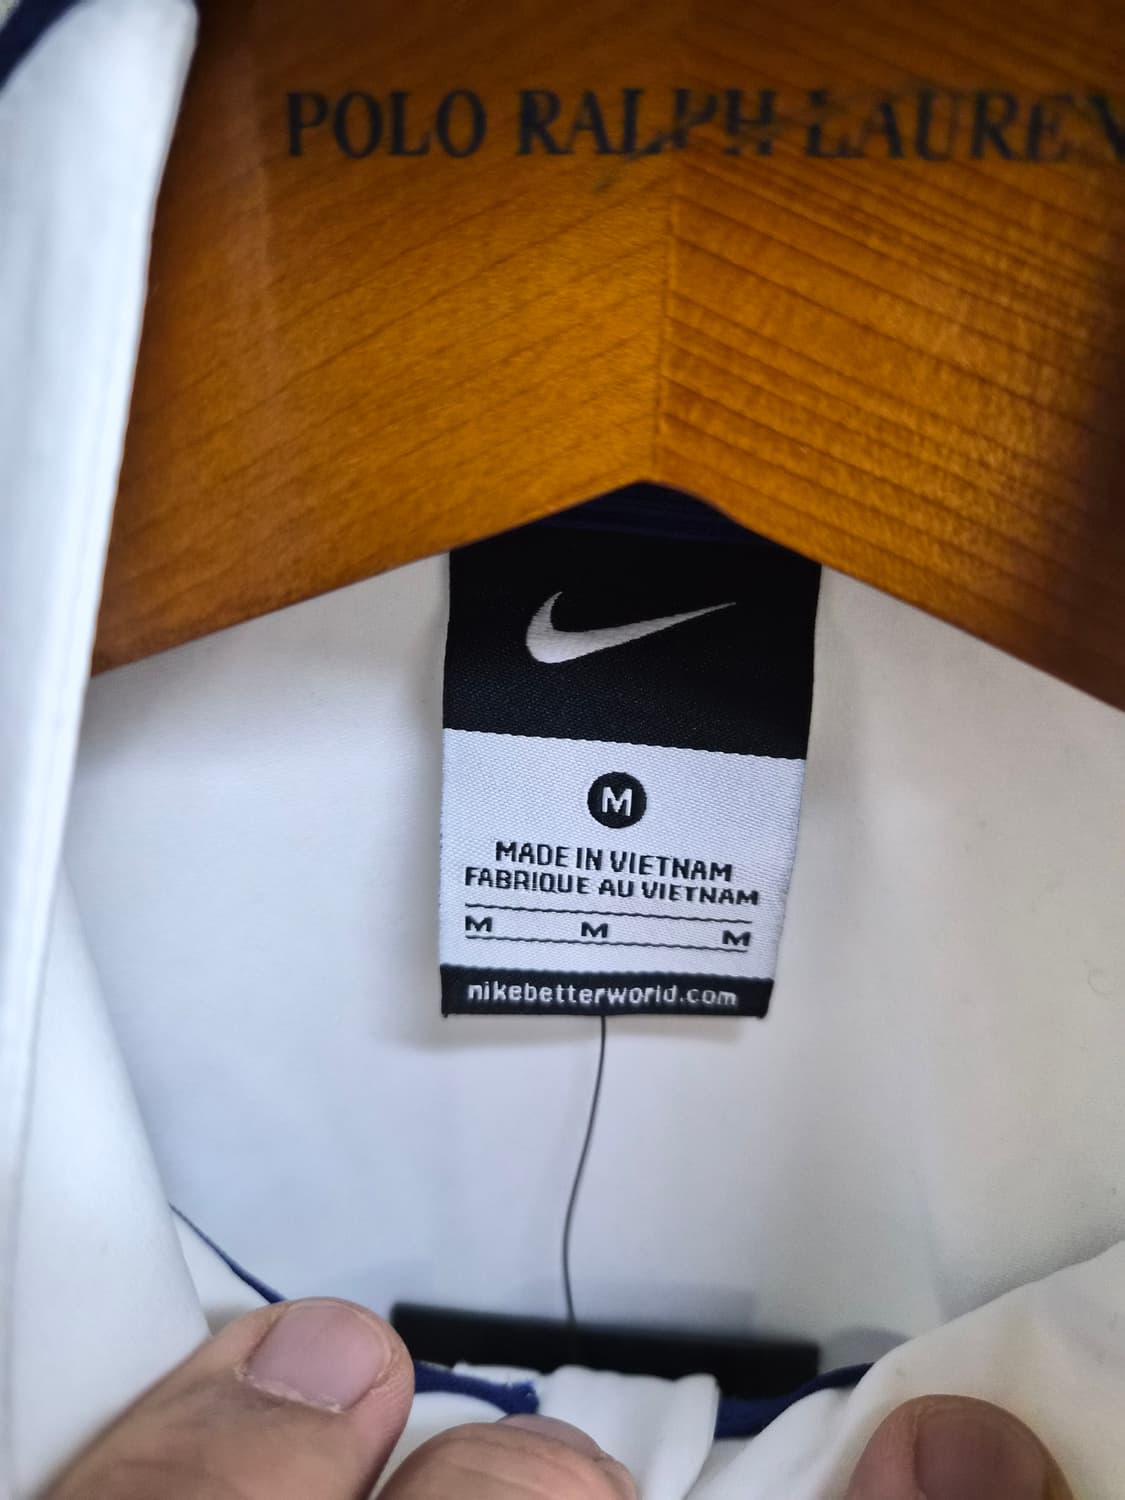 POLO RALPH LAUREN
M
MADE IN VIETNAM
FABRIQUE AU VIETNAM
M M M
nikebetterworld.com